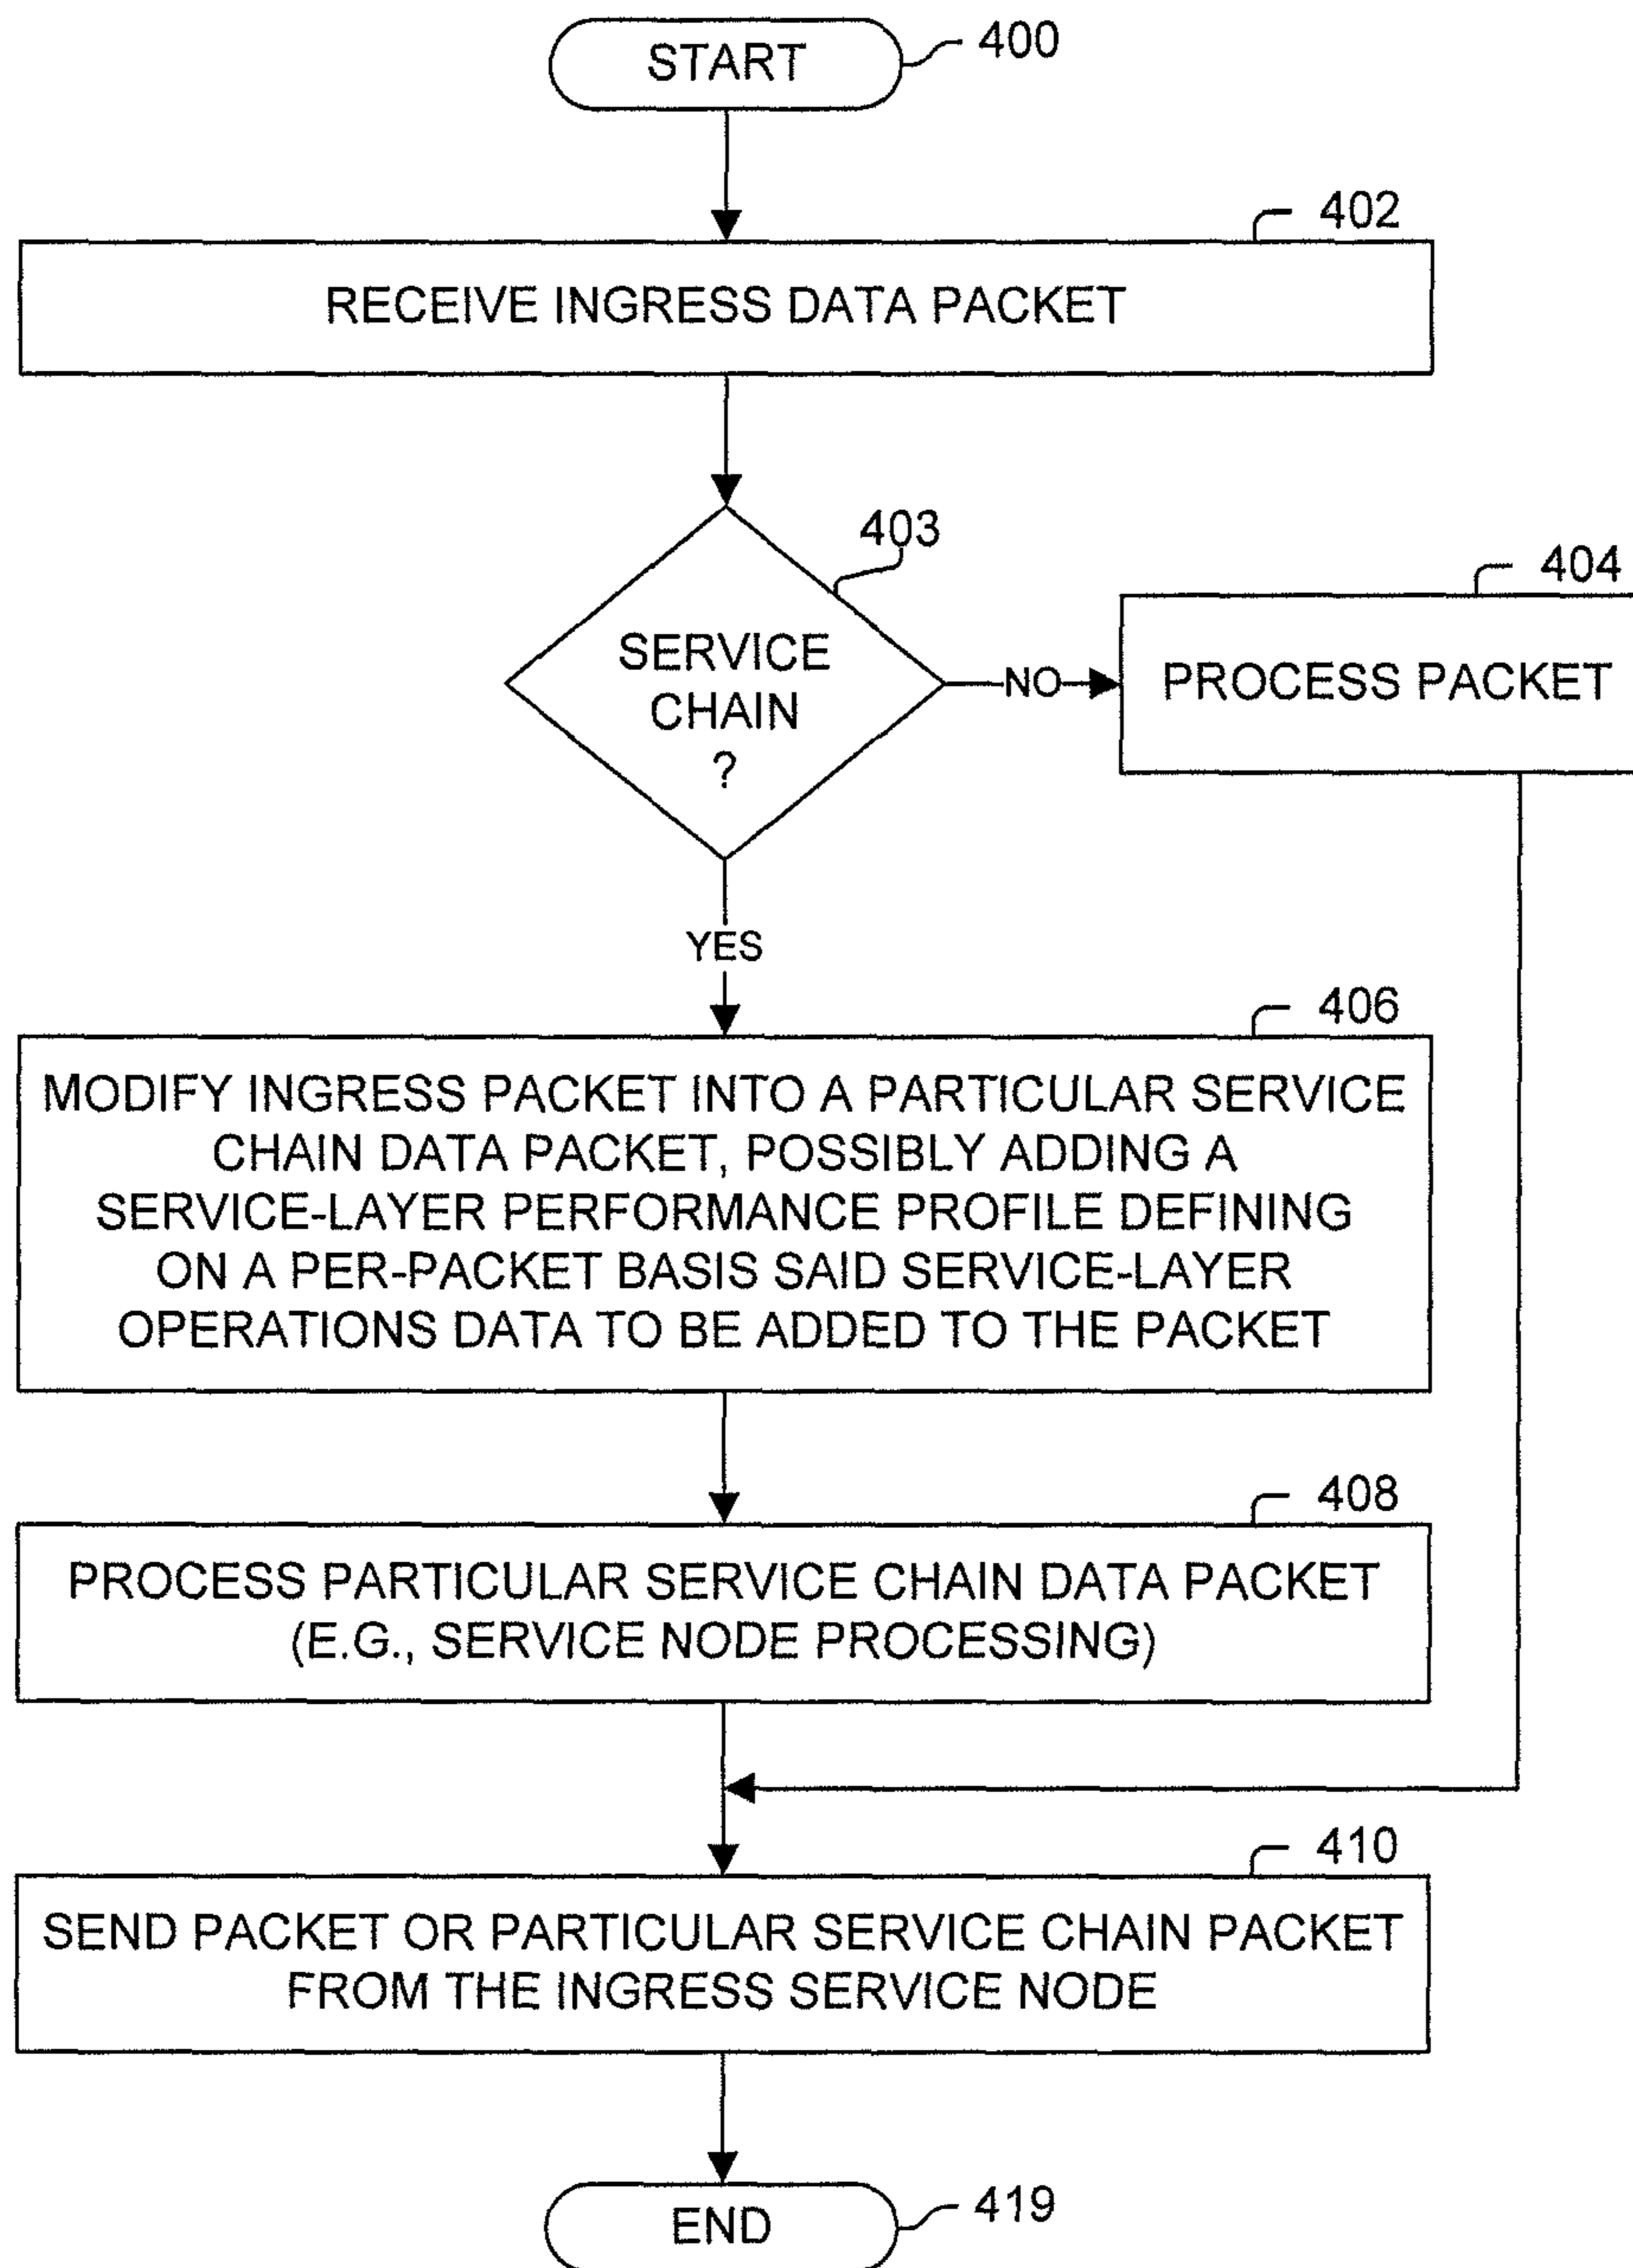 START
400
402
RECEIVE INGRESS DATA PACKET
403
SERVICE
CHAIN
?
NO
404
PROCESS PACKET
YES
406
MODIFY INGRESS PACKET INTO A PARTICULAR SERVICE
CHAIN DATA PACKET, POSSIBLY ADDING A
SERVICE-LAYER PERFORMANCE PROFILE DEFINING
ON A PER-PACKET BASIS SAID SERVICE-LAYER
OPERATIONS DATA TO BE ADDED TO THE PACKET
408
PROCESS PARTICULAR SERVICE CHAIN DATA PACKET
(E.G., SERVICE NODE PROCESSING)
410
SEND PACKET OR PARTICULAR SERVICE CHAIN PACKET
FROM THE INGRESS SERVICE NODE
END
419